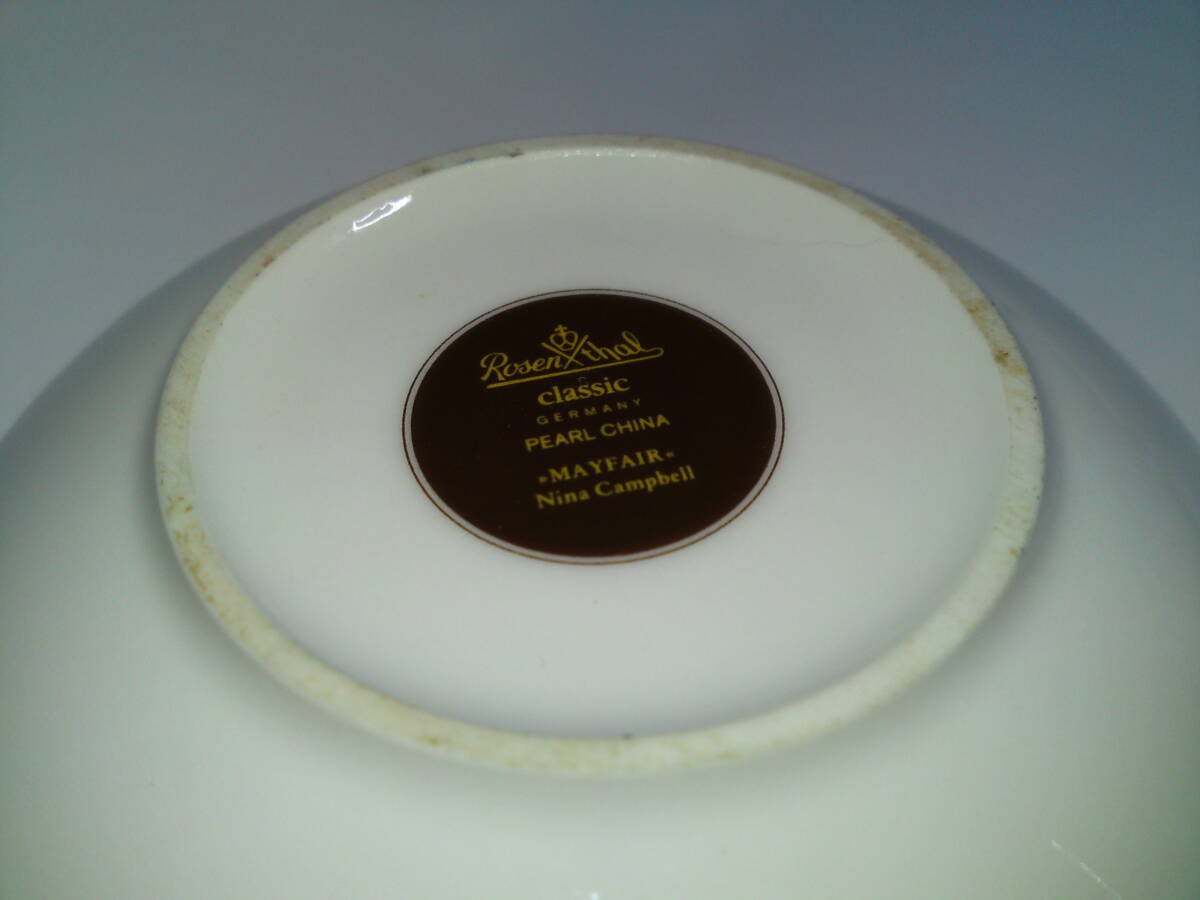 Rosenthal
classic
GERMANY
PEARL CHINA
»MAYFAIR«
Nina Campbell